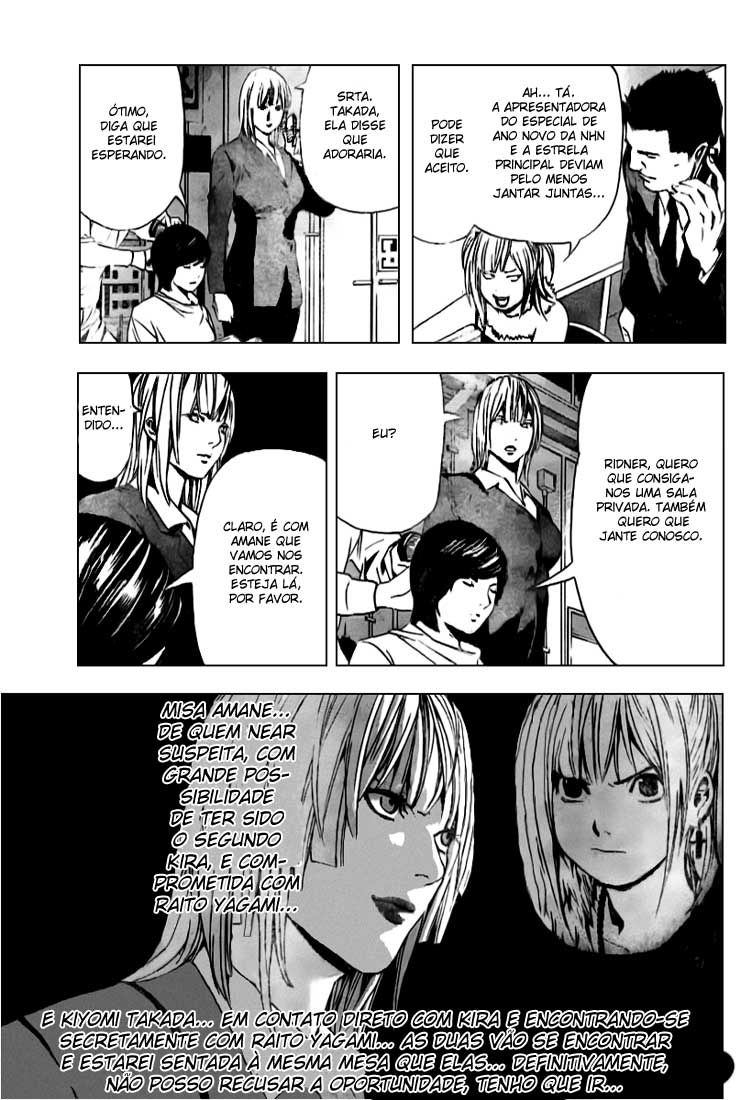 AH... TÁ.
A APRESENTADORA
DO ESPECIAL DE
ANO NOVO DA NHN
E A ESTRELA
PRINCIPAL DEVIAM
PELO MENOS
JANTAR JUNTAS...
PODE
DIZER
QUE
ACEITO.
SRTA.
TAKADA,
ELA DISSE
QUE
ADORARIA.
ÓTIMO,
DIGA QUE
ESTAREI
ESPERANDO.
RIDNER, QUERO
QUE CONSIGA-
NOS UMA SALA
PRIVADA. TAMBÉM
QUERO QUE
JANTE CONOSCO.
EU?
CLARO, É COM
AMANE QUE
VAMOS NOS
ENCONTRAR.
ESTEJA LÁ,
POR FAVOR.
ENTEN-
DIDO...
MISA AMANE...
DE QUEM NEAR
SUSPEITA, COM
GRANDE POS-
SIBILIDADE
DE TER SIDO
O SEGUNDO
KIRA, E COM-
PROMETIDA COM
RAITO YAGAMI...
E KIYOMI TAKADA... EM CONTATO DIRETO COM KIRA E ENCONTRANDO-SE
SECRETAMENTE COM RAITO YAGAMI... AS DUAS VÃO SE ENCONTRAR
E ESTAREI SENTADA À MESMA MESA QUE ELAS... DEFINITIVAMENTE,
NÃO POSSO RECUSAR A OPORTUNIDADE, TENHO QUE IR...